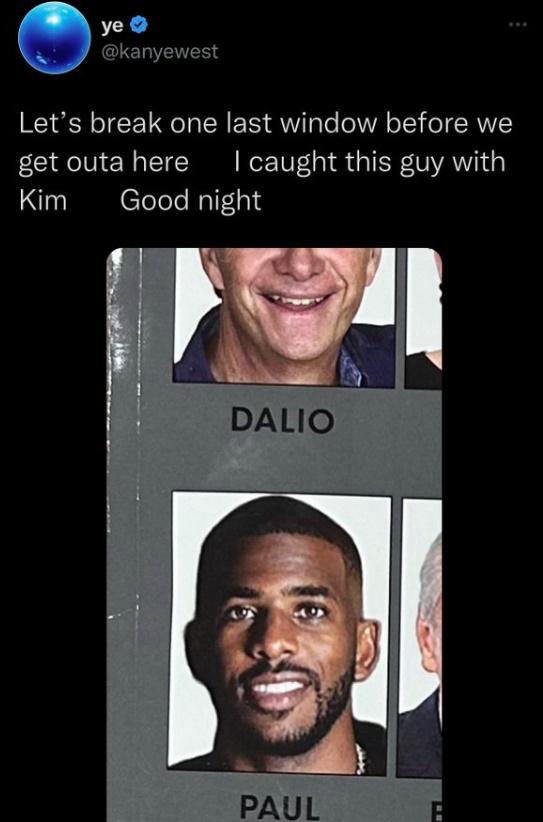 ye
@kanyewest
Let’s break one last window before we
get outa here I caught this guy with
Kim Good night
DALIO
PAUL